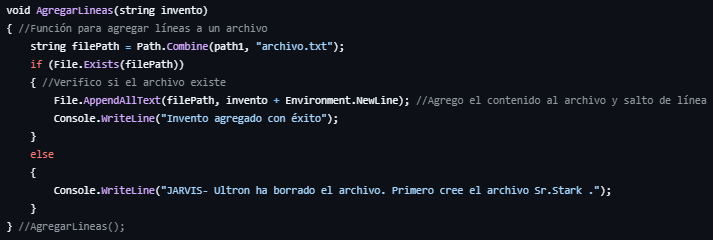 void AgregarLineas(string invento)
{ //Función para agregar líneas a un archivo
    string filePath = Path.Combine(path1, "archivo.txt");
    if (File.Exists(filePath))
    { //Verifico si el archivo existe
        File.AppendAllText(filePath, invento + Environment.NewLine); //Agrego el contenido al archivo y salto de línea
        Console.WriteLine("Invento agregado con éxito");
    }
    else
    {
        Console.WriteLine("JARVIS- Ultron ha borrado el archivo. Primero cree el archivo Sr.Stark .");
    }
} //AgregarLineas();